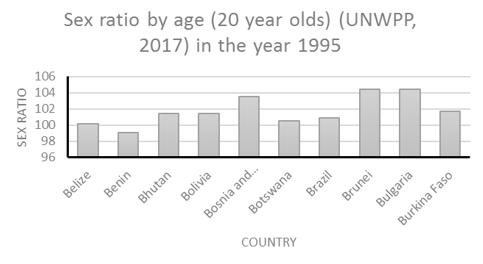 Sex ratio by age (20 year olds) (UNWPP,
2017) in the year 1995
106
104
102
100
98
96
SEX RATIO
Belize
Benin
Bhutan
Bolivia
Bosnia and...
Botswana
Brazil
Brunei
Bulgaria
Burkina Faso
COUNTRY